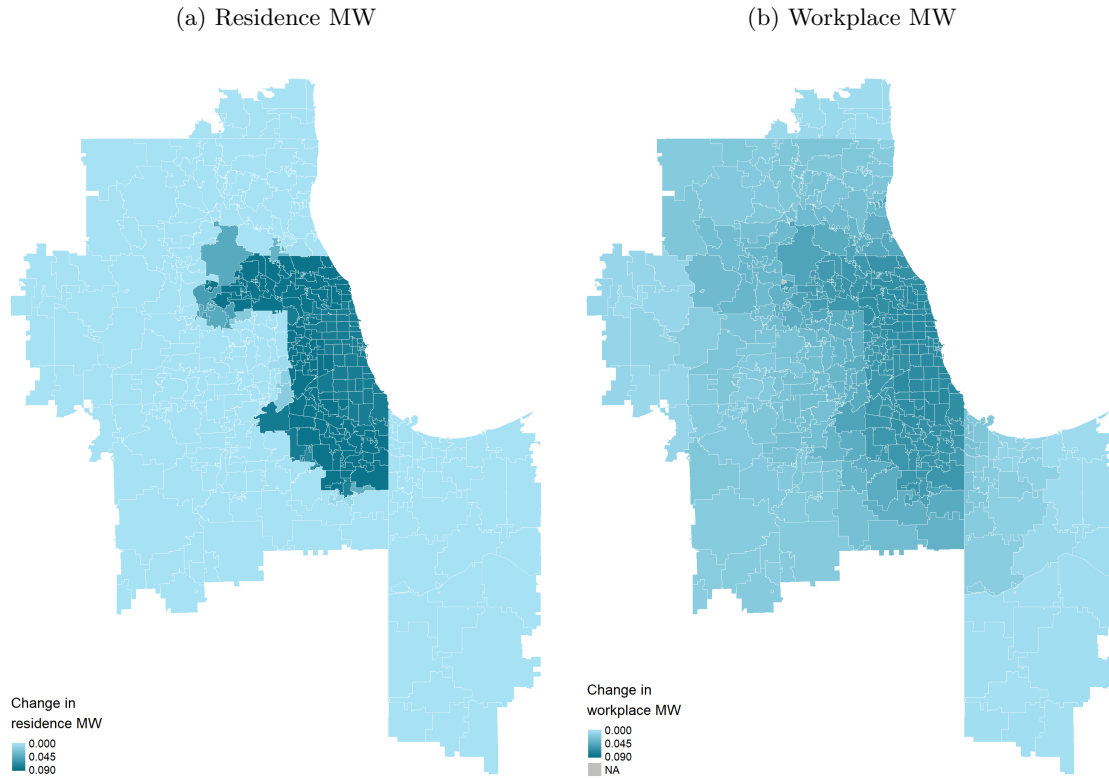 (a) Residence MW
(b) Workplace MW
Change in
residence MW
0.000
0.045
0.090
Change in
workplace MW
0.000
0.045
0.090
NA